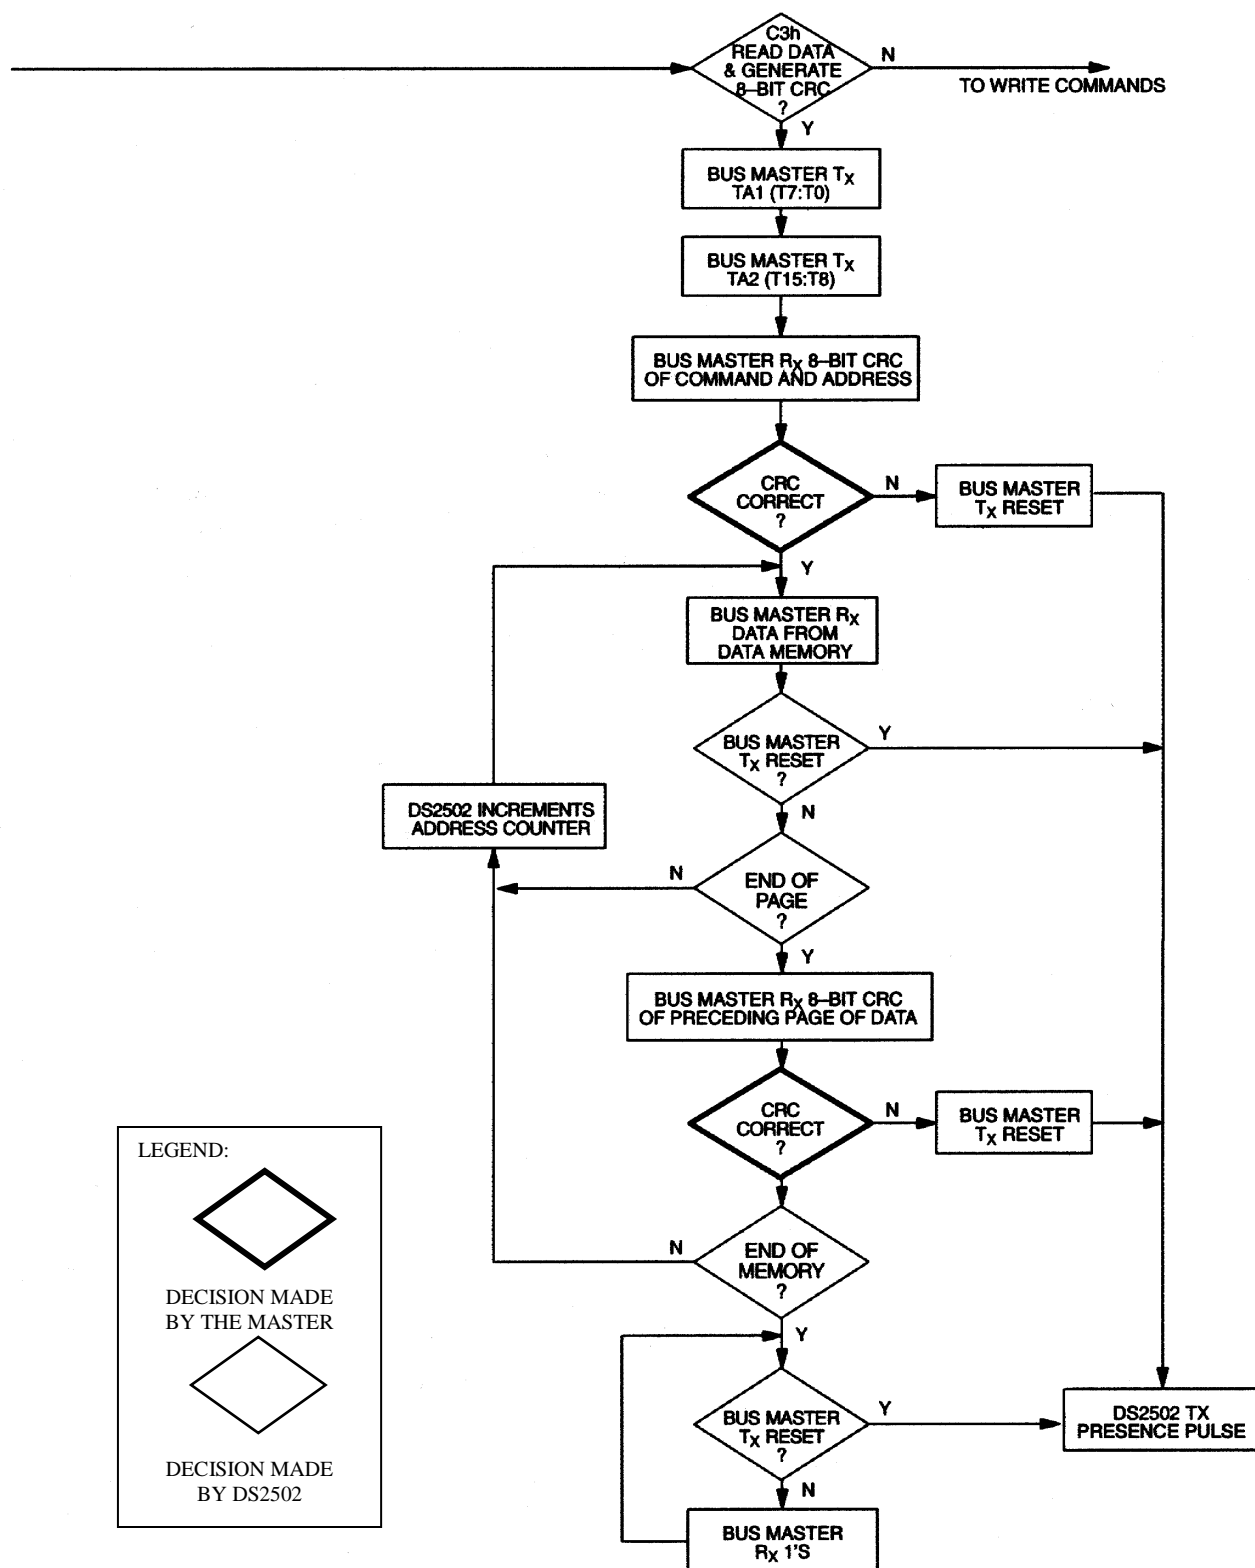 C3h
READ DATA
& GENERATE
8–BIT CRC
?
N
TO WRITE COMMANDS
Y
BUS MASTER TX
TA1 (T7:T0)
BUS MASTER TX
TA2 (T15:T8)
BUS MASTER RX 8–BIT CRC
OF COMMAND AND ADDRESS
CRC
CORRECT
?
N
BUS MASTER
TX RESET
Y
BUS MASTER RX
DATA FROM
DATA MEMORY
BUS MASTER
TX RESET
?
Y
N
DS2502 INCREMENTS
ADDRESS COUNTER
END OF
PAGE
?
N
Y
BUS MASTER RX 8–BIT CRC
OF PRECEDING PAGE OF DATA
CRC
CORRECT
?
N
BUS MASTER
TX RESET
END OF
MEMORY
?
N
Y
BUS MASTER
TX RESET
?
Y
DS2502 TX
PRESENCE PULSE
N
BUS MASTER
RX 1'S
LEGEND:
DECISION MADE
BY THE MASTER
DECISION MADE
BY DS2502